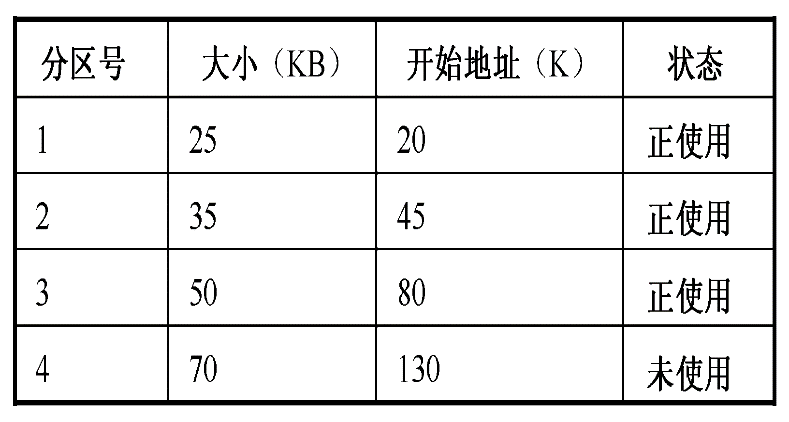 分区号 大小（KB） 开始地址（K） 状态
1 25 20 正使用
2 35 45 正使用
3 50 80 正使用
4 70 130 未使用